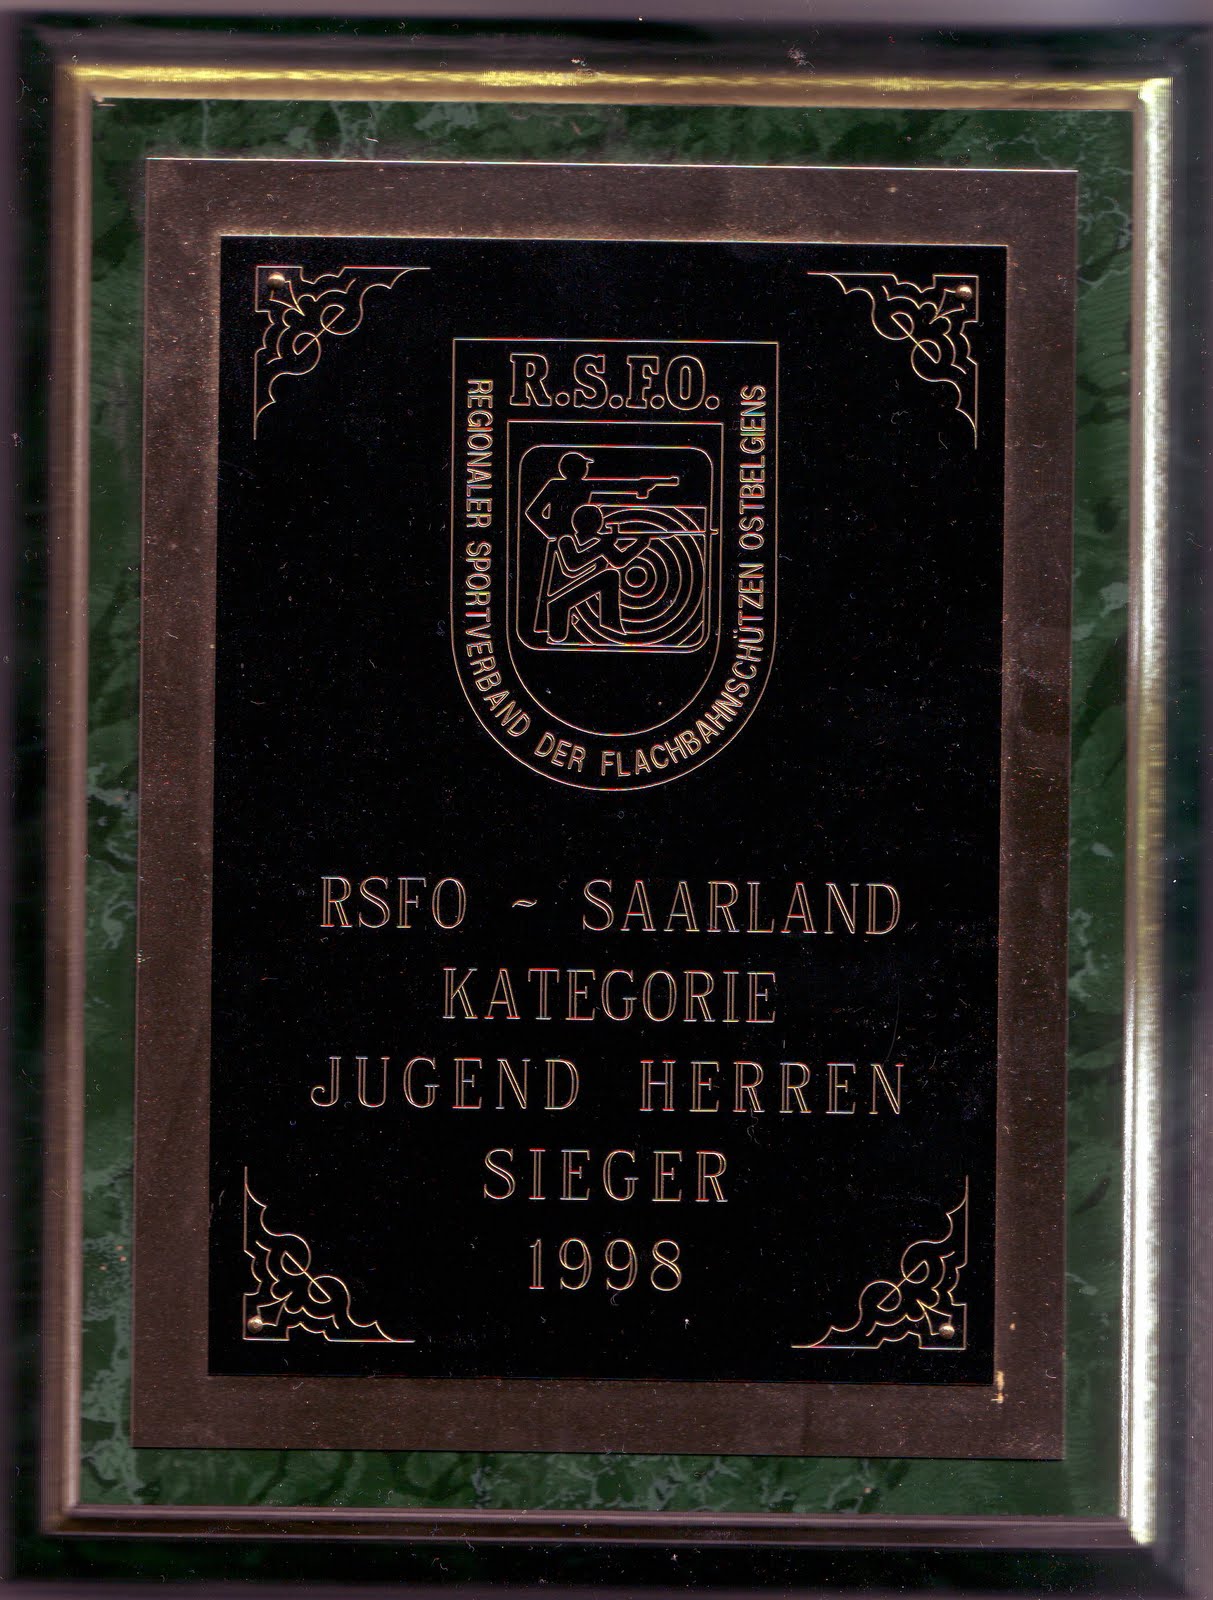 R.S.F.O.
REGIONALER SPORTVERBAND DER FLACHBAHNSCHÜTZEN OSTBELGIENS
RSFO - SAARLAND
KATEGORIE
JUGEND HERREN
SIEGER
1998